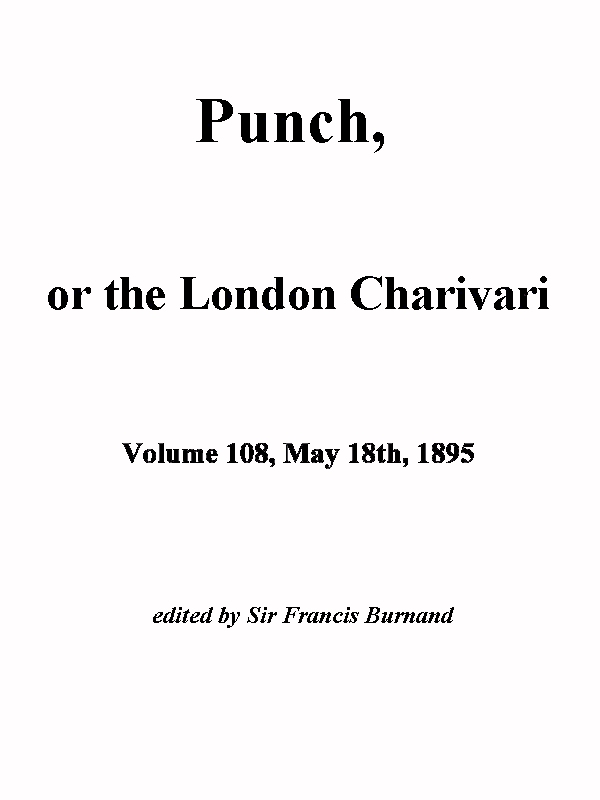 Punch,
or the London Charivari
Volume 108, May 18th, 1895
edited by Sir Francis Burnand